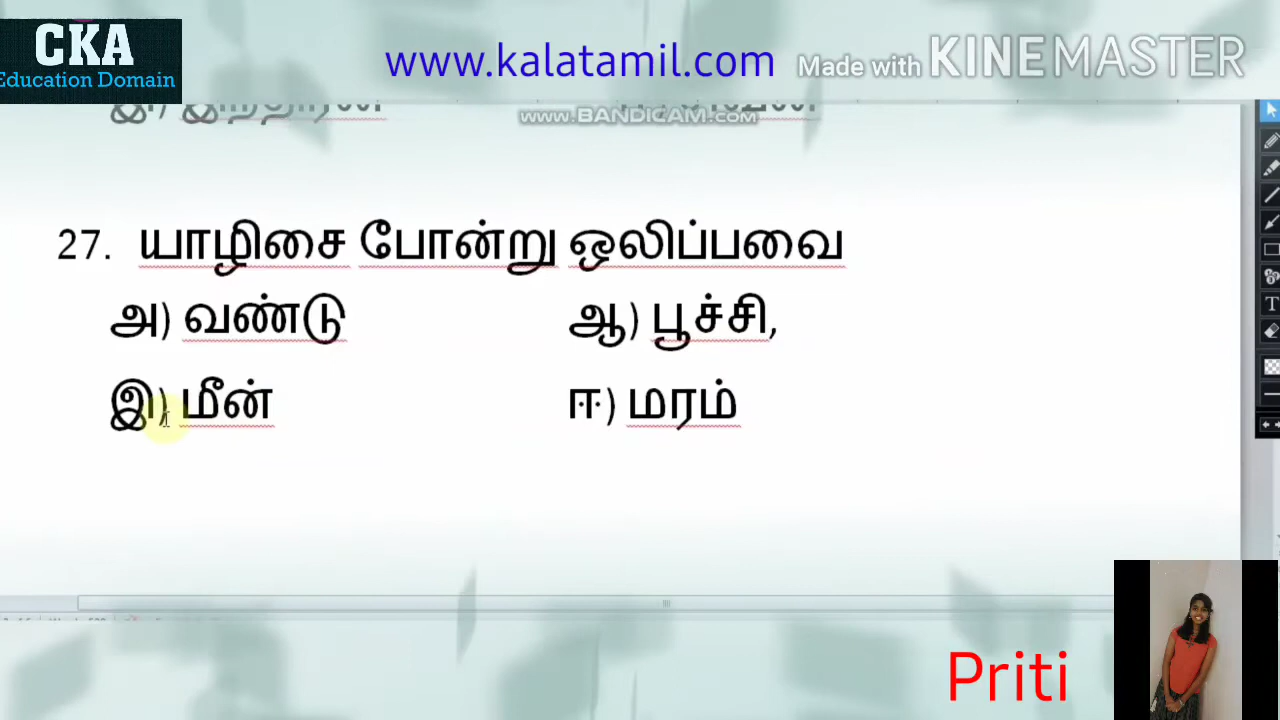 CKA
Education Domain
www.kalatamil.com
Made with KINEMASTER
www.BANDICAM.com
27. யாழிசை போன்று ஒலிப்பவை
அ) வண்டு ஆ) பூச்சி,
இ) மீன் ஈ) மரம்
Priti